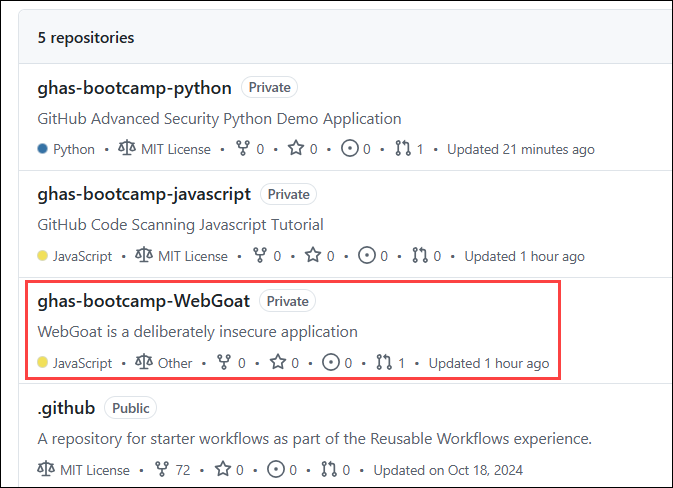 5 repositories
ghas-bootcamp-python Private
GitHub Advanced Security Python Demo Application
Python • MIT License • 0 • 0 • 0 • 1 • Updated 21 minutes ago
ghas-bootcamp-javascript Private
GitHub Code Scanning Javascript Tutorial
JavaScript • MIT License • 0 • 0 • 0 • 0 • Updated 1 hour ago
ghas-bootcamp-WebGoat Private
WebGoat is a deliberately insecure application
JavaScript • Other • 0 • 0 • 0 • 1 • Updated 1 hour ago
.github Public
A repository for starter workflows as part of the Reusable Workflows experience.
MIT License • 72 • 0 • 0 • 0 • Updated on Oct 18, 2024